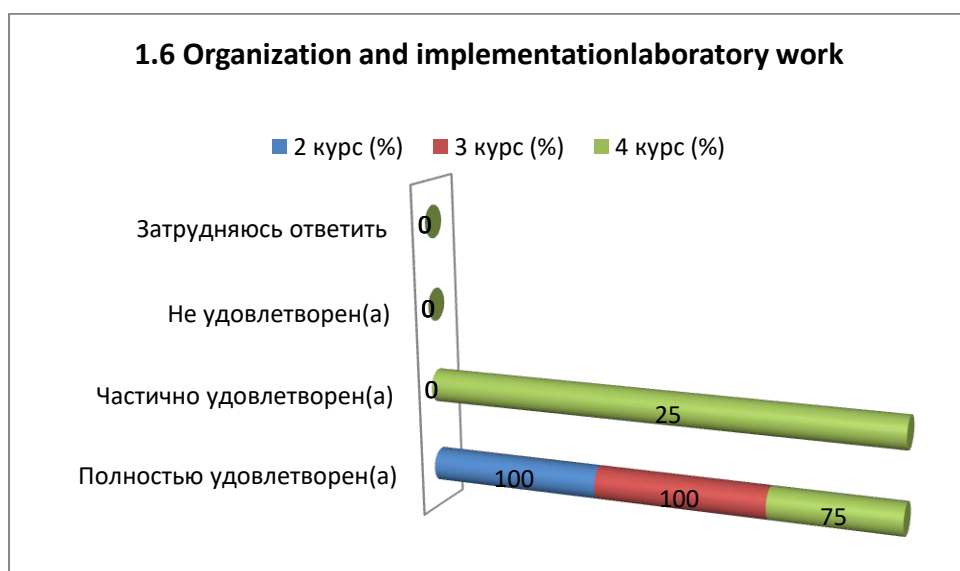 1.6 Organization and implementationlaboratory work
2 курс (%) 3 курс (%) 4 курс (%)
Затрудняюсь ответить 0
Не удовлетворен(а) 0
Частично удовлетворен(а) 0 25
Полностью удовлетворен(а) 100 100 75